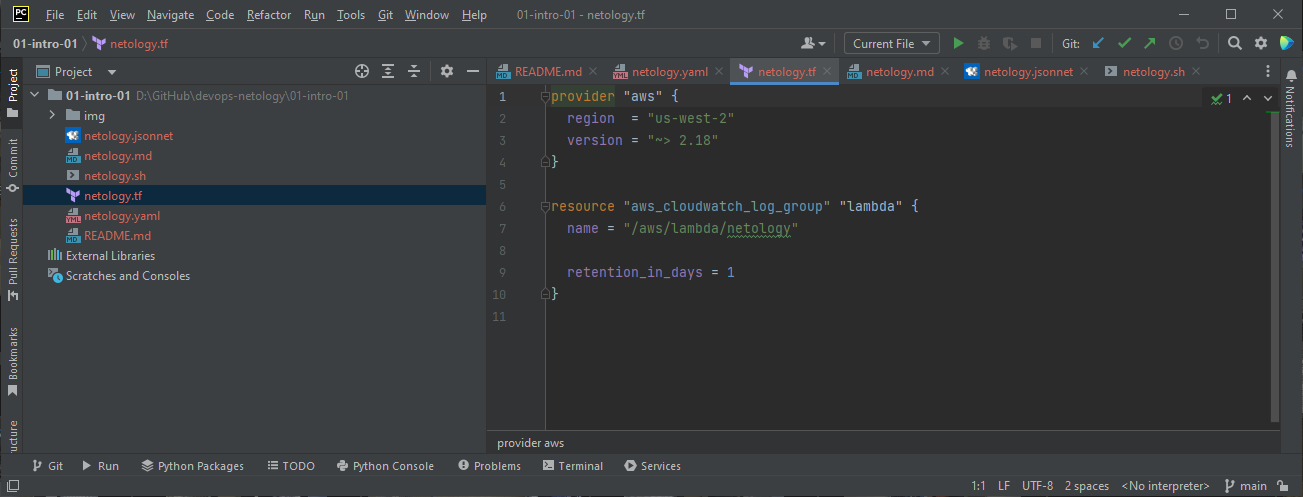 PC File Edit View Navigate Code Refactor Run Tools Git Window Help 01-intro-01 - netology.tf
01-intro-01 netology.tf Current File Git:
Project
Commit
Pull Requests
Bookmarks
ucture
Project
01-intro-01 D:\GitHub\devops-netology\01-intro-01
img
netology.jsonnet
MD netology.md
netology.sh
netology.tf
YML netology.yaml
MD README.md
External Libraries
Scratches and Consoles
MD README.md YML netology.yaml netology.tf MD netology.md netology.jsonnet netology.sh
1 provider "aws" {
2 region = "us-west-2"
3 version = "~> 2.18"
4 }
5
6 resource "aws_cloudwatch_log_group" "lambda" {
7 name = "/aws/lambda/netology"
8
9 retention_in_days = 1
10 }
11
1
provider aws
Notifications
Git Run Python Packages TODO Python Console Problems Terminal Services
1:1 LF UTF-8 2 spaces <No interpreter> main